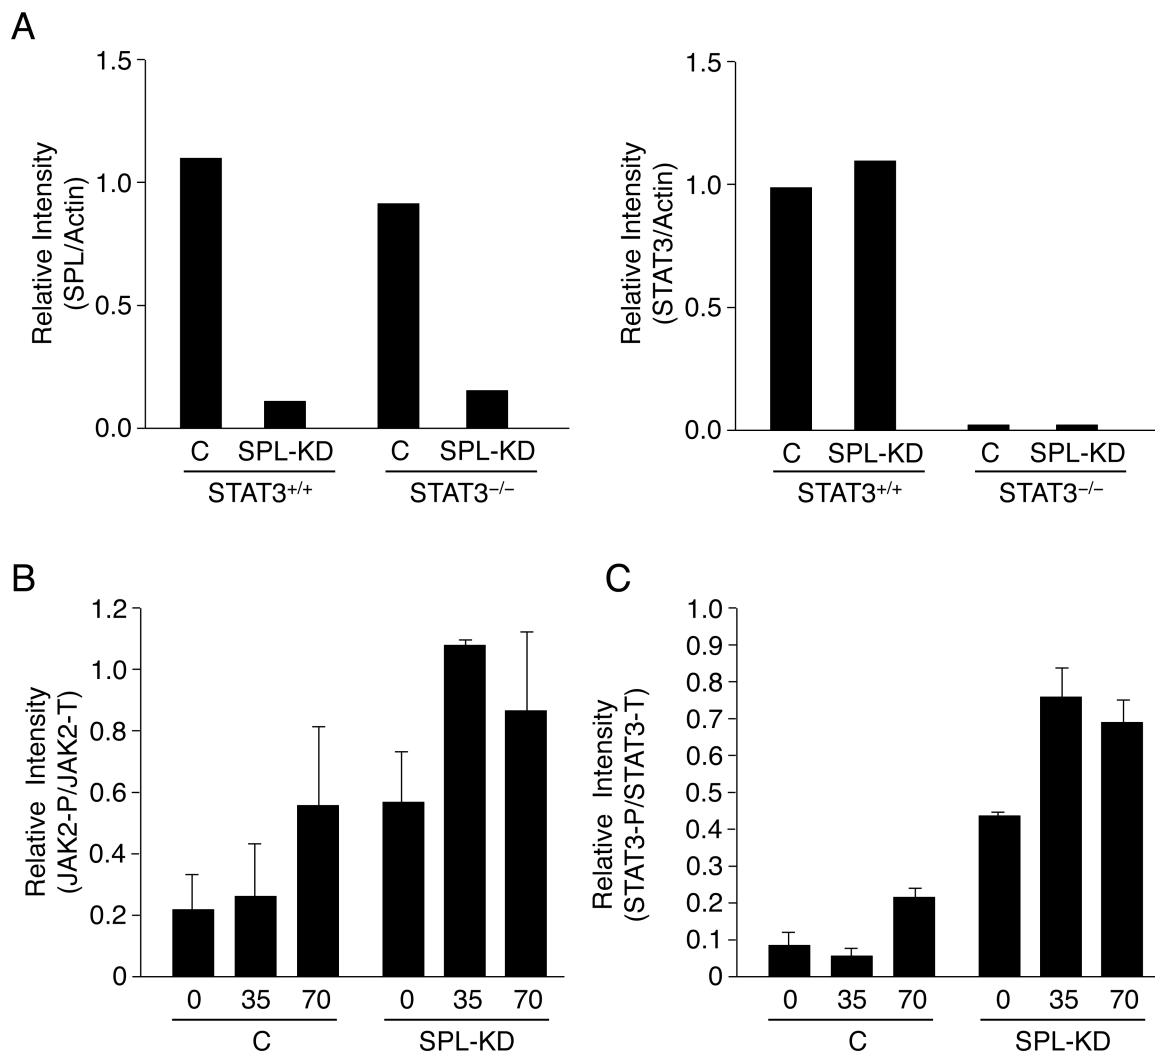 A
1.5
1.0
0.5
0.0
Relative Intensity
(SPL/Actin)
C SPL-KD C SPL-KD
STAT3+/+ STAT3–/–
1.5
1.0
0.5
0.0
Relative Intensity
(STAT3/Actin)
C SPL-KD C SPL-KD
STAT3+/+ STAT3–/–
B
1.2
1.0
0.8
0.6
0.4
0.2
0
Relative Intensity
(JAK2-P/JAK2-T)
0 35 70 0 35 70
C SPL-KD
C
1.0
0.9
0.8
0.7
0.6
0.5
0.4
0.3
0.2
0.1
0
Relative Intensity
(STAT3-P/STAT3-T)
0 35 70 0 35 70
C SPL-KD